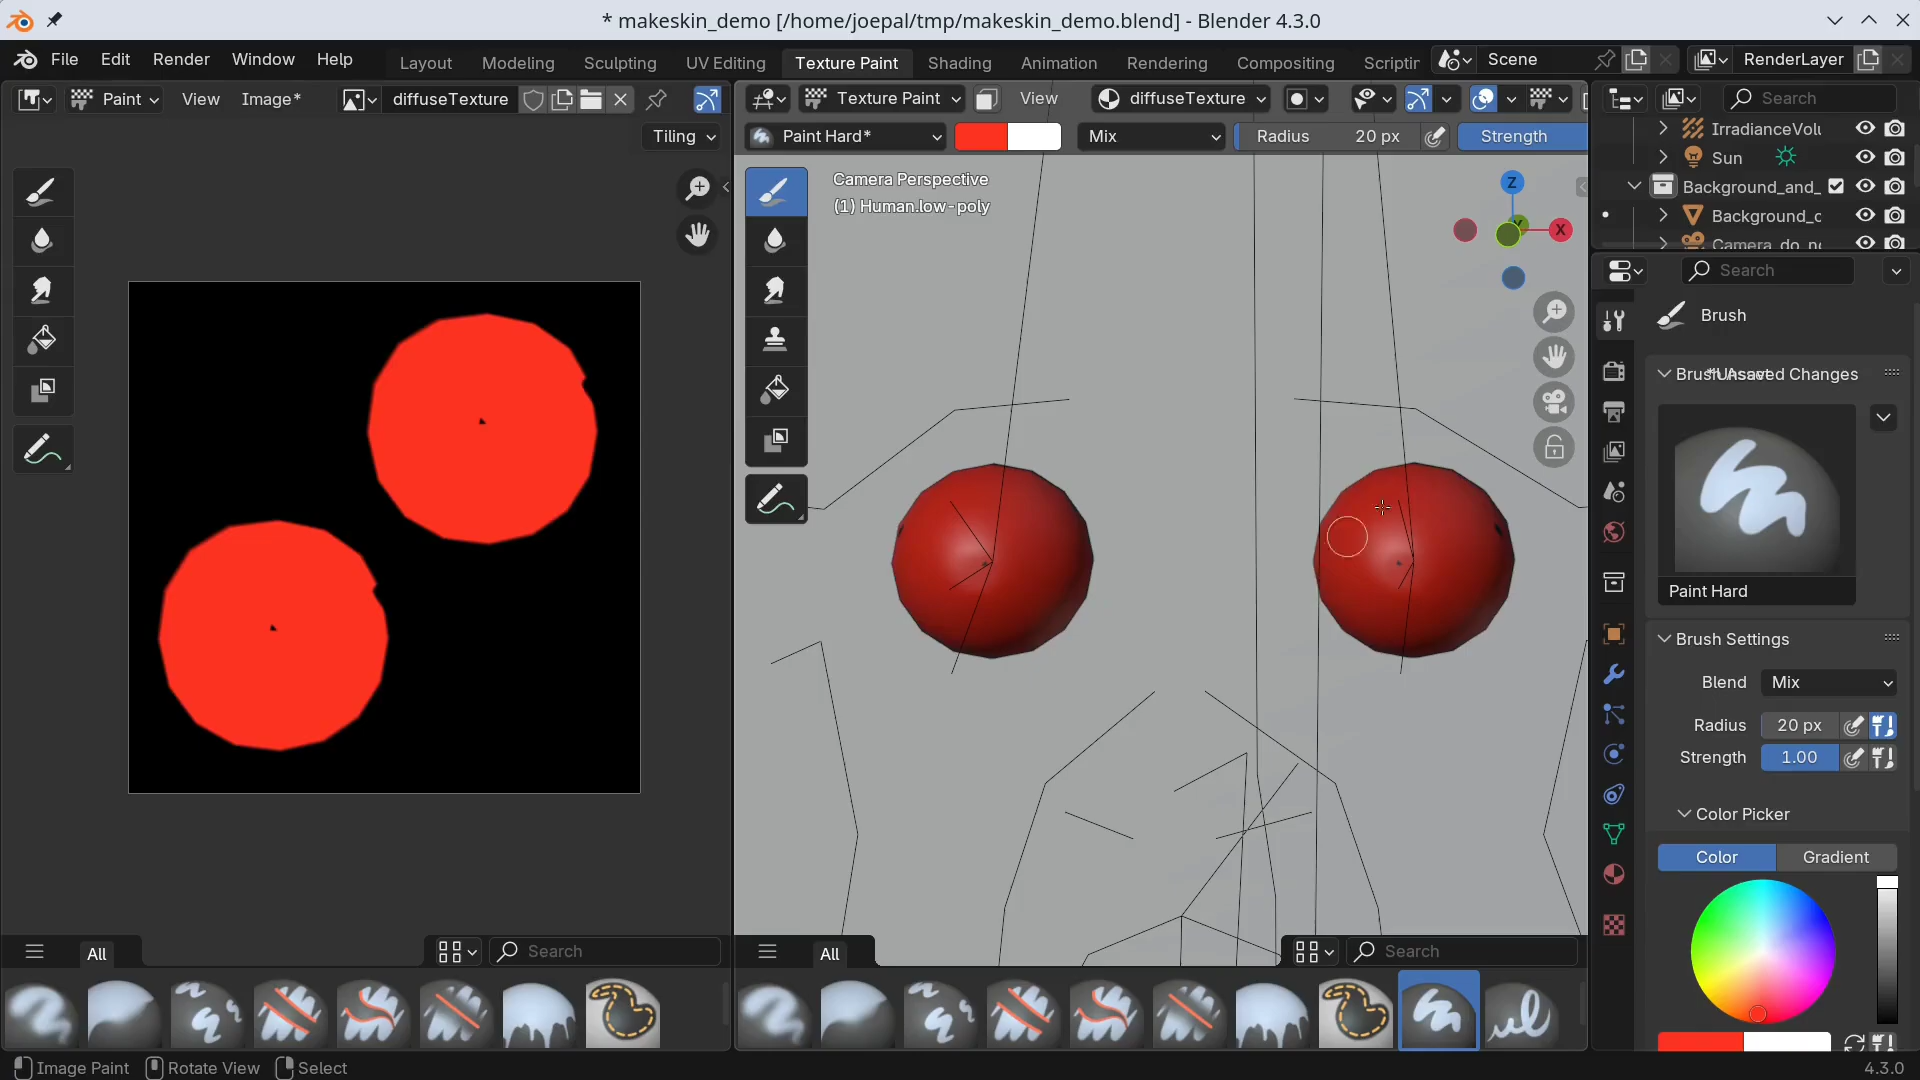 * makeskin_demo [/home/joepal/tmp/makeskin_demo.blend] - Blender 4.3.0
File Edit Render Window Help Layout Modeling Sculpting UV Editing Texture Paint Shading Animation Rendering Compositing Scriptin Scene RenderLayer
Paint View Image* diffuseTexture
Tiling
Texture Paint View diffuseTexture
Paint Hard* Mix Radius 20 px Strength
Camera Perspective
(1) Human.low-poly
Z
Y
X
Search
IrradianceVolu
Sun
Background_and_
Background_c
Camera_do_no
Search
Brush
Brush Asset Unsaved Changes
Paint Hard
Brush Settings
Blend Mix
Radius 20 px
Strength 1.00
Color Picker
Color Gradient
All Search
All Search
Image Paint Rotate View Select 4.3.0